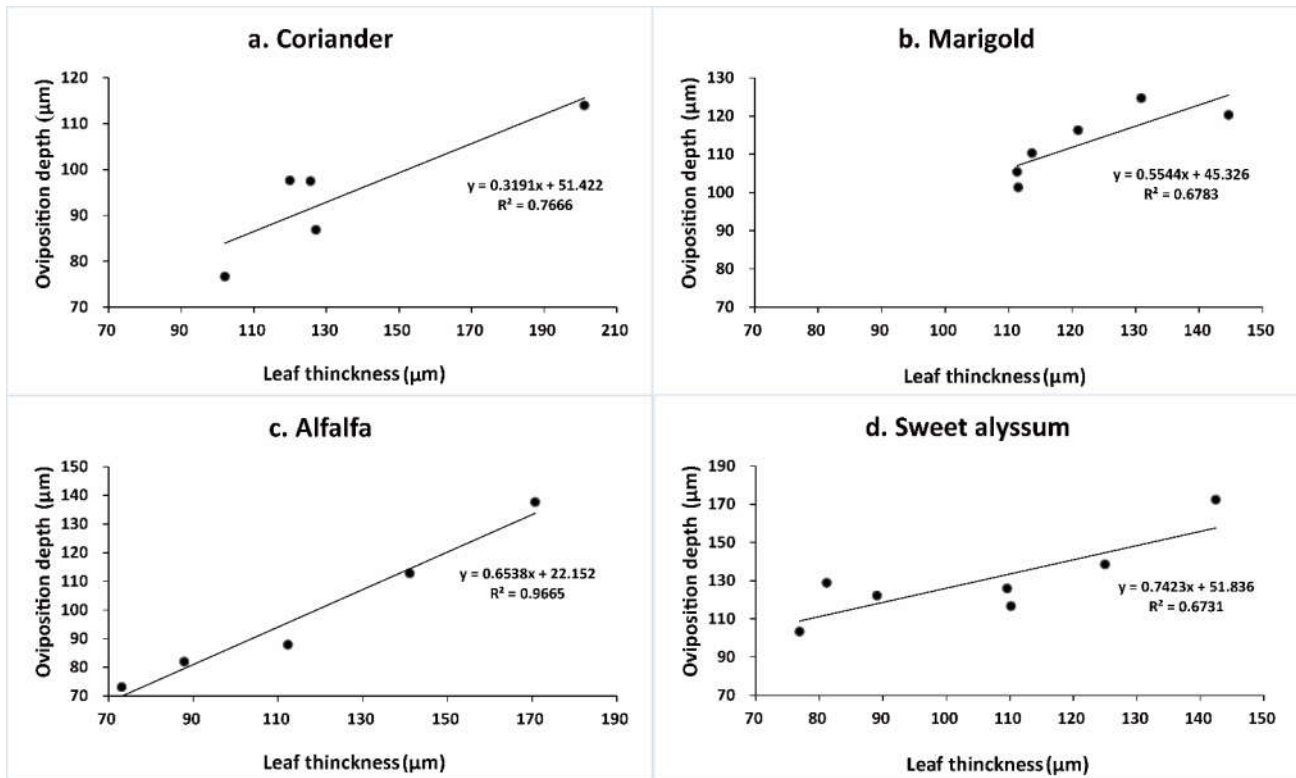 a. Coriander
Oviposition depth (μm)
120
110
100
90
80
70
y = 0.3191x + 51.422
R² = 0.7666
70 90 110 130 150 170 190 210
Leaf thinckness (μm)
b. Marigold
Oviposition depth (μm)
130
120
110
100
90
80
70
y = 0.5544x + 45.326
R² = 0.6783
70 80 90 100 110 120 130 140 150
Leaf thinckness (μm)
c. Alfalfa
Oviposition depth (μm)
150
140
130
120
110
100
90
80
70
y = 0.6538x + 22.152
R² = 0.9665
70 90 110 130 150 170 190
Leaf thinckness (μm)
d. Sweet alyssum
Oviposition depth (μm)
190
170
150
130
110
90
70
y = 0.7423x + 51.836
R² = 0.6731
70 80 90 100 110 120 130 140 150
Leaf thinckness (μm)